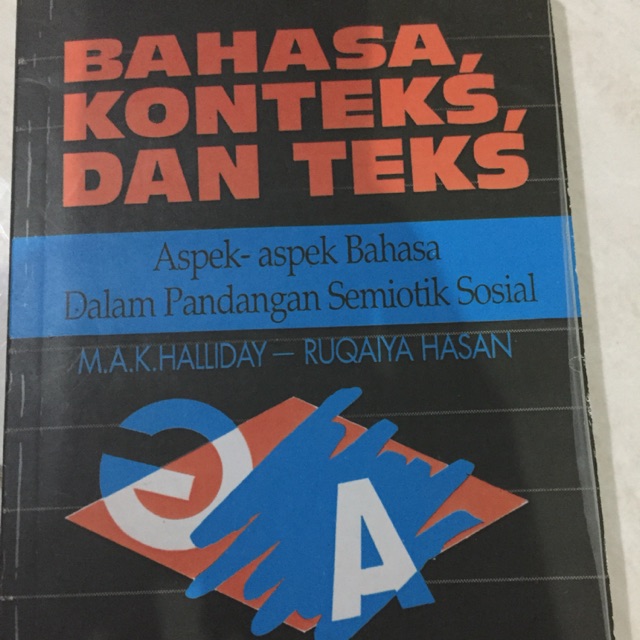 BAHASA,
KONTEKS,
DAN TEKS
Aspek- aspek Bahasa
Dalam Pandangan Semiotik Sosial
M.A.K.HALLIDAY — RUQAIYA HASAN
A